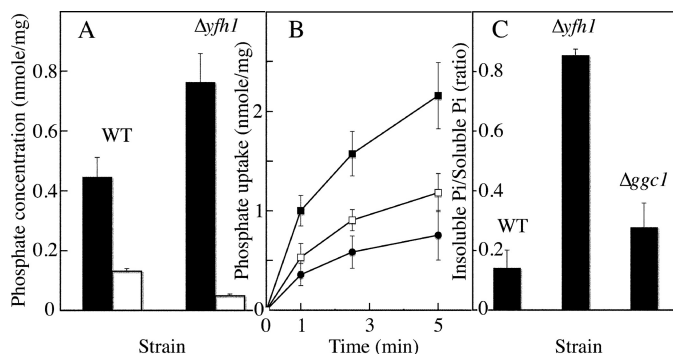 A
Δyfh1
WT
Phosphate concentration (nmole/mg)
0.8
0.6
0.4
0.2
0
Strain
B
Phosphate uptake (nmole/mg)
2
1
0
0 1 3 5
Time (min)
C
Δyfh1
Δggc1
WT
Insoluble Pi/Soluble Pi (ratio)
0.8
0.6
0.4
0.2
0
Strain